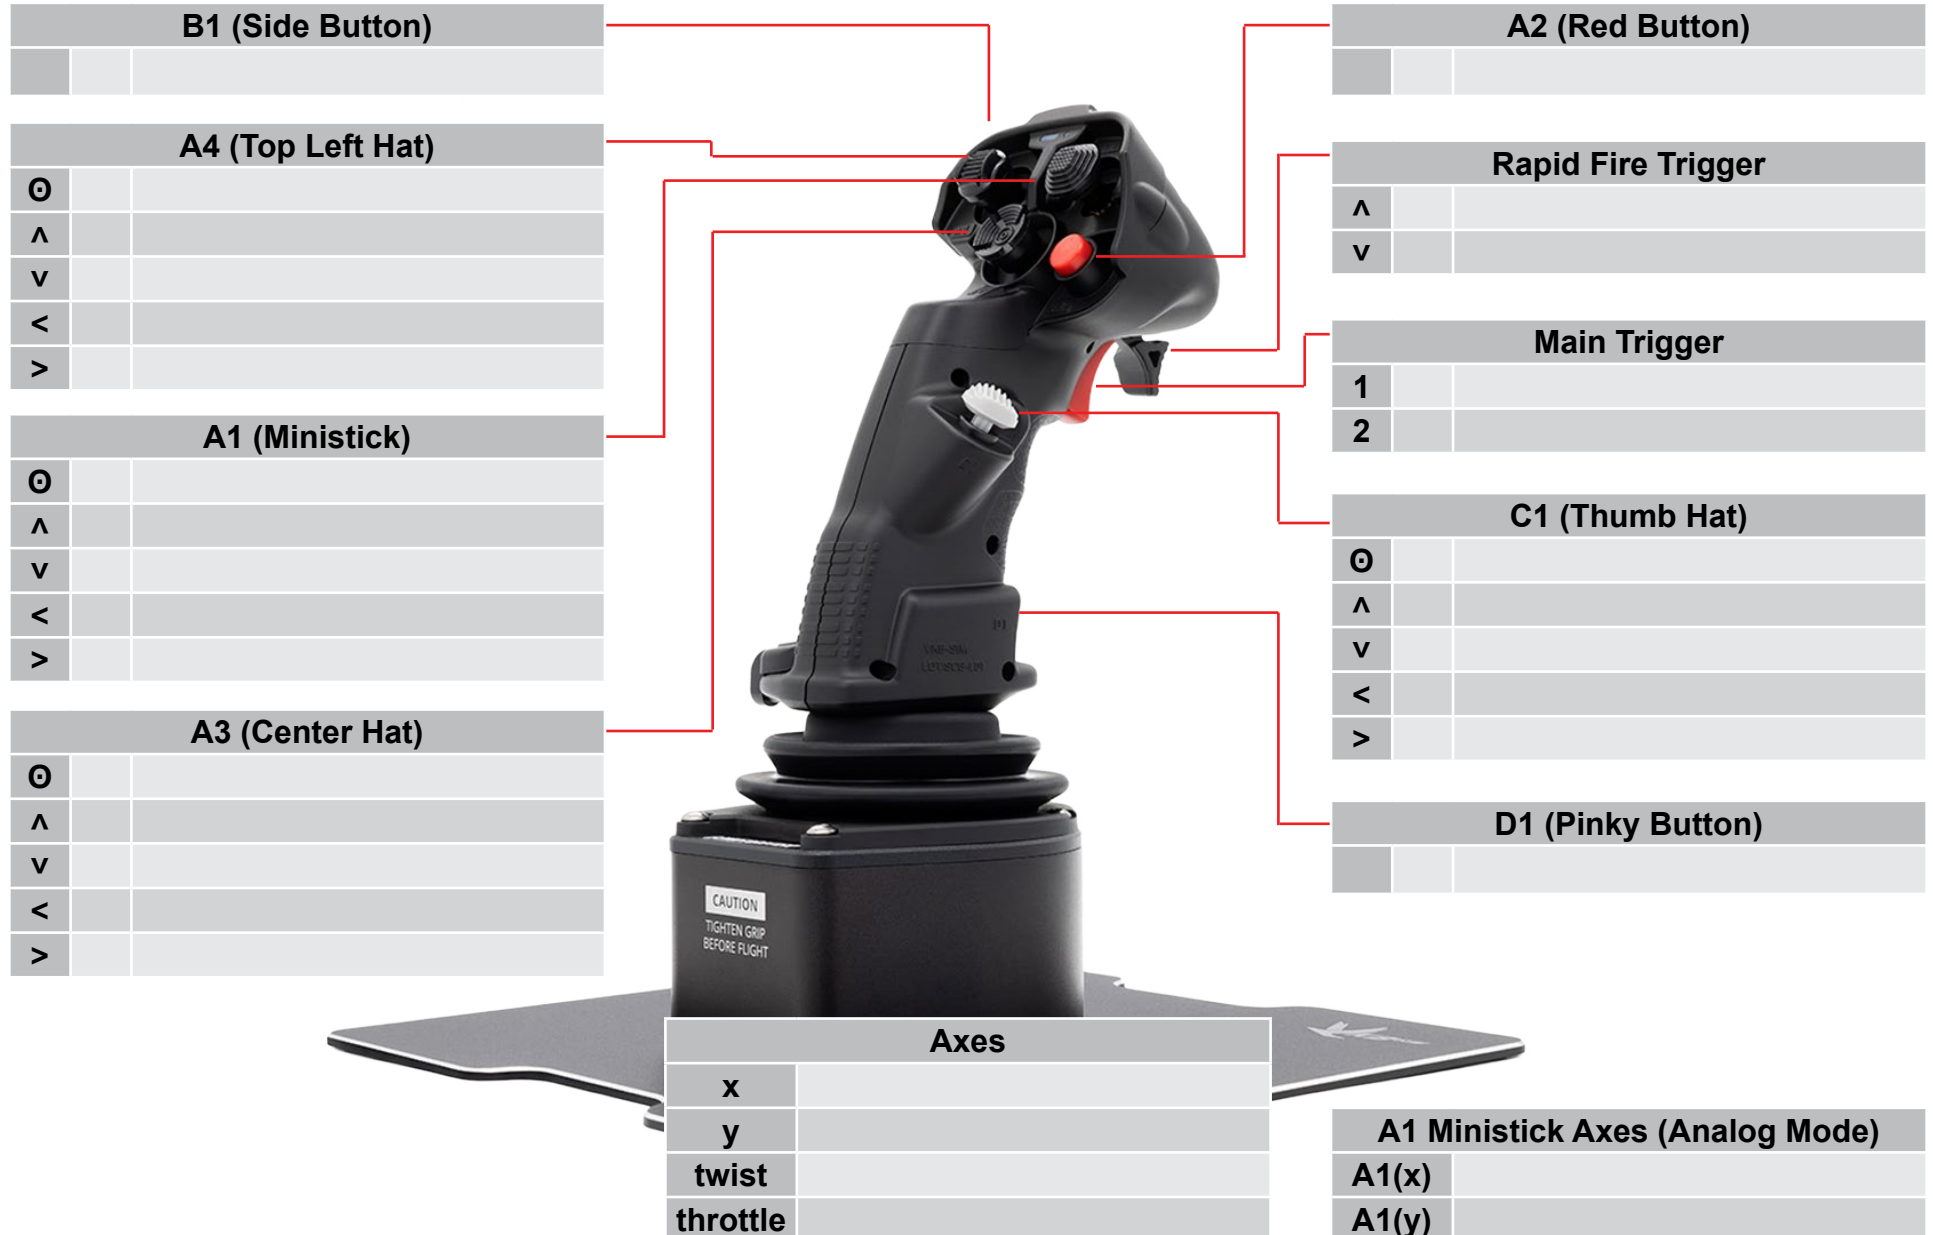 B1 (Side Button)
A4 (Top Left Hat)
ʘ
˄
˅
<
>
A1 (Ministick)
ʘ
˄
˅
<
>
A3 (Center Hat)
ʘ
˄
˅
<
>
A2 (Red Button)
Rapid Fire Trigger
˄
˅
Main Trigger
1
2
C1 (Thumb Hat)
ʘ
˄
˅
<
>
D1 (Pinky Button)
CAUTION
TIGHTEN GRIP
BEFORE FLIGHT
Axes
x
y
twist
throttle
A1 Ministick Axes (Analog Mode)
A1(x)
A1(y)